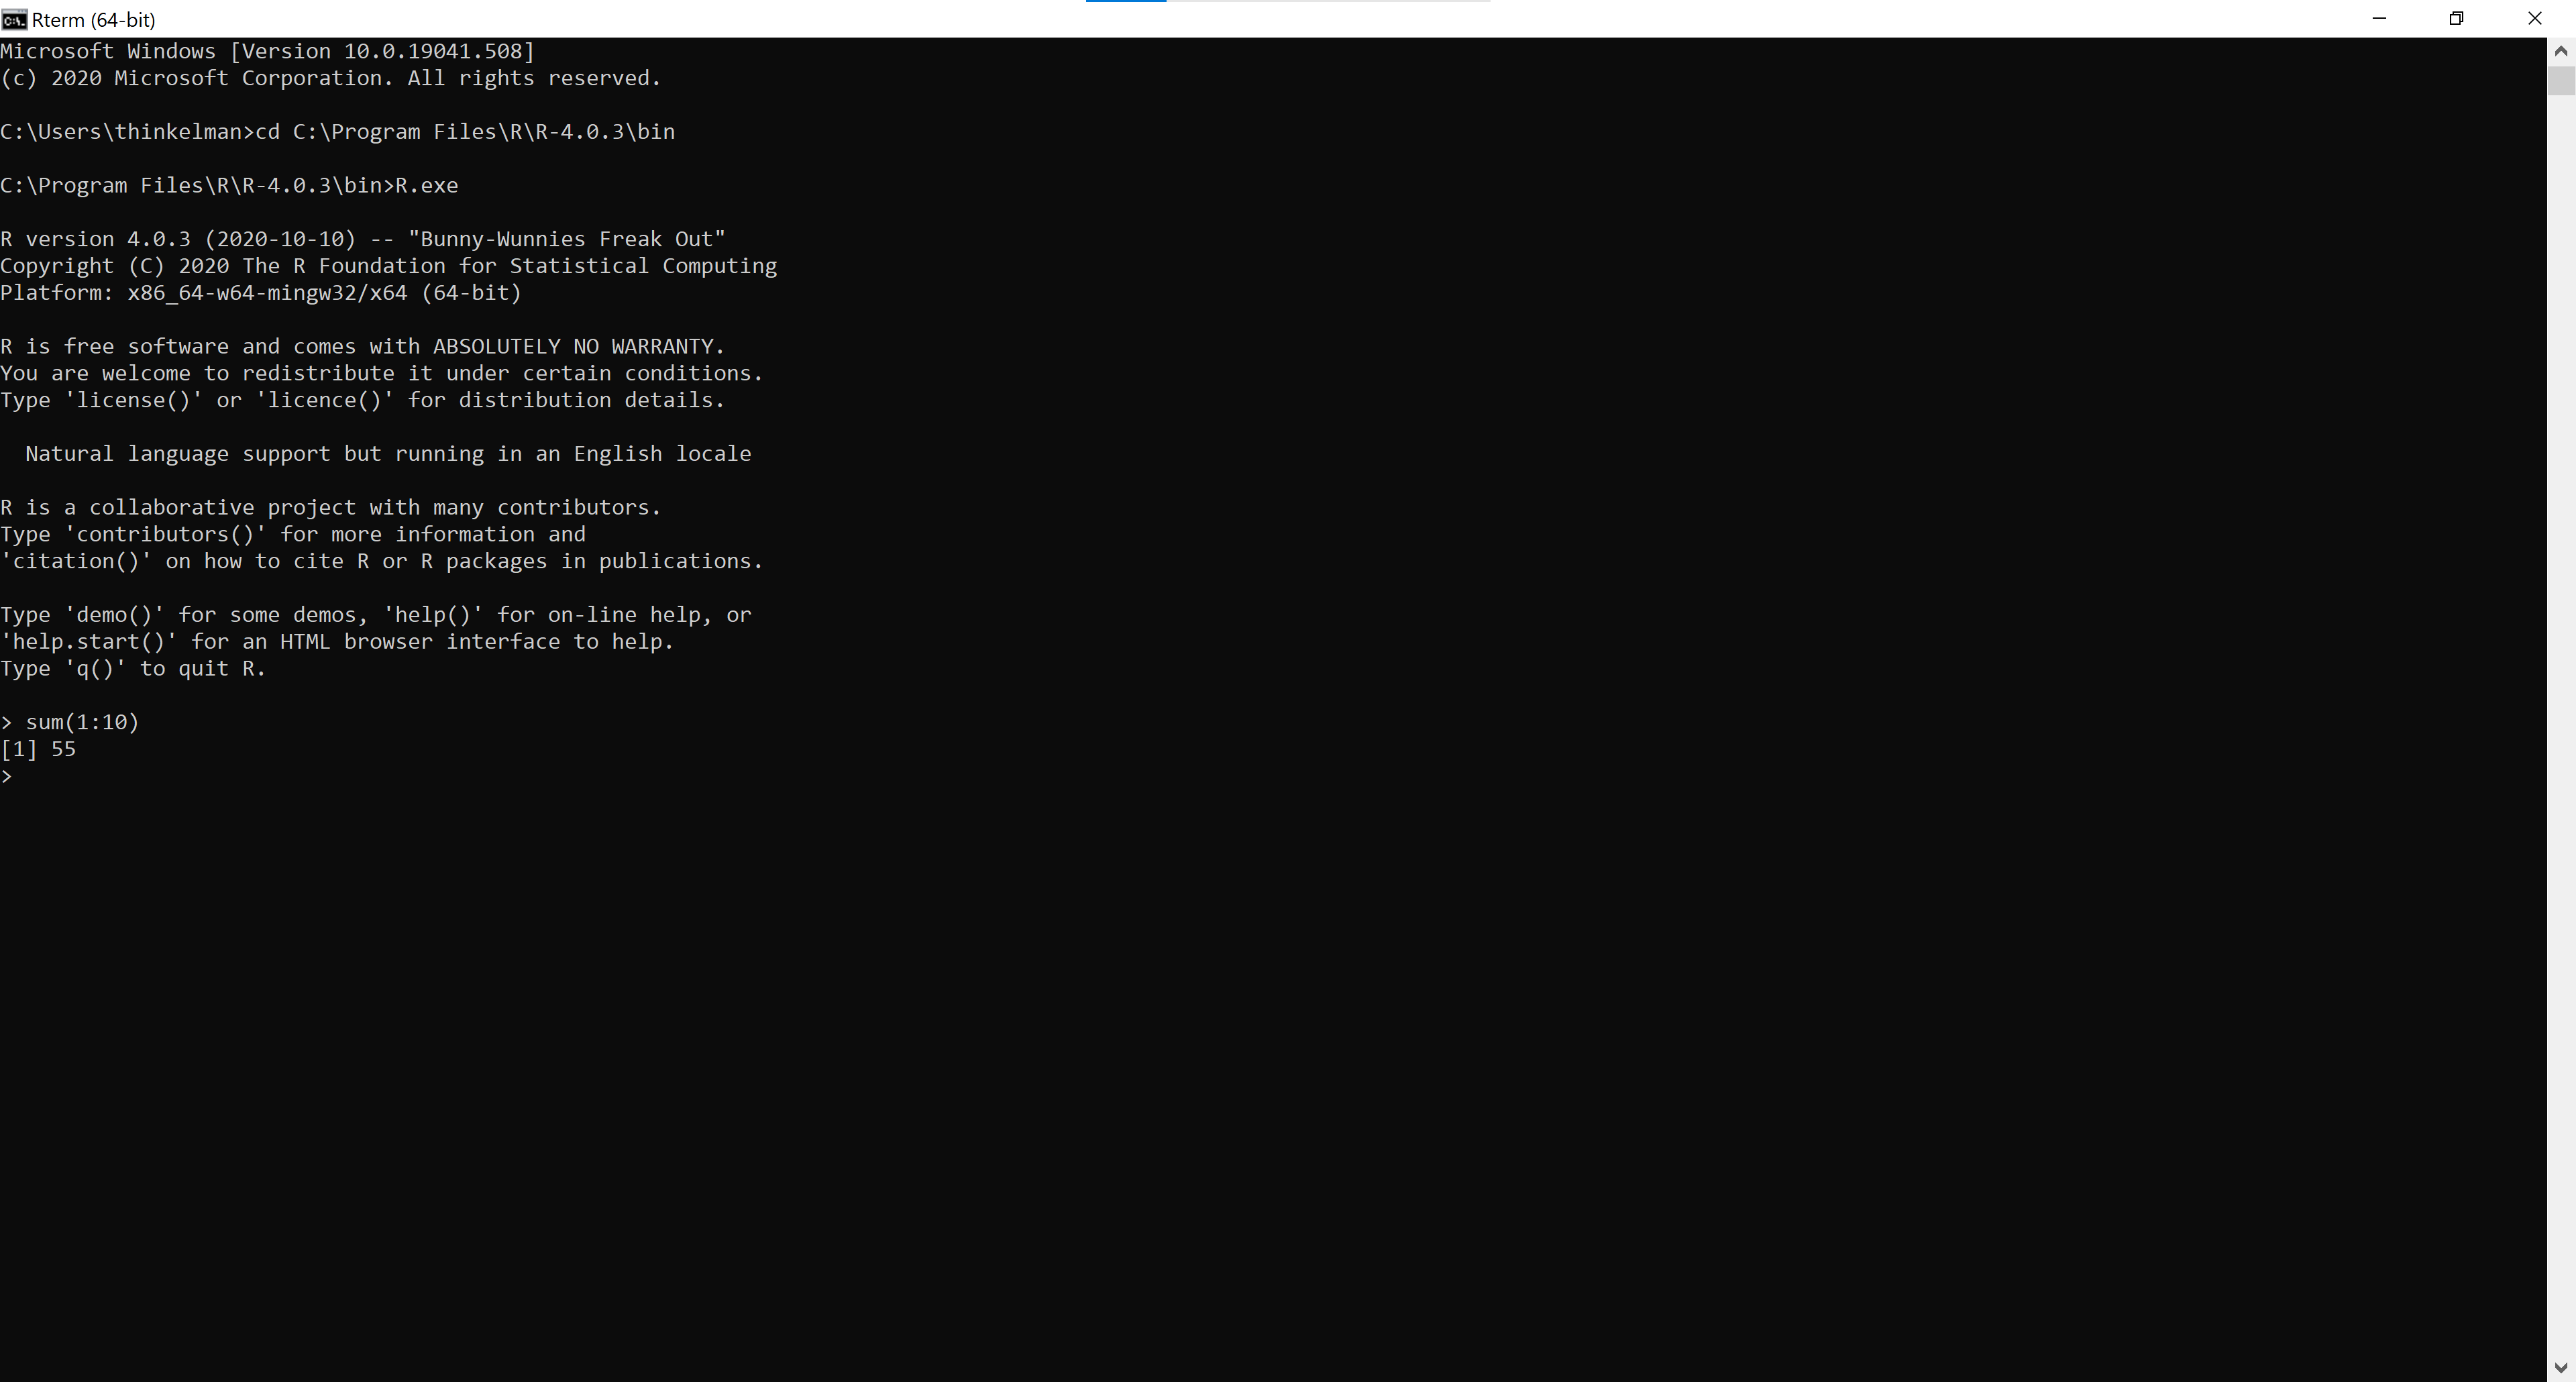 Rterm (64-bit)
Microsoft Windows [Version 10.0.19041.508]
(c) 2020 Microsoft Corporation. All rights reserved.
C:\Users\thinkelman>cd C:\Program Files\R\R-4.0.3\bin
C:\Program Files\R\R-4.0.3\bin>R.exe
R version 4.0.3 (2020-10-10) -- "Bunny-Wunnies Freak Out"
Copyright (C) 2020 The R Foundation for Statistical Computing
Platform: x86_64-w64-mingw32/x64 (64-bit)
R is free software and comes with ABSOLUTELY NO WARRANTY.
You are welcome to redistribute it under certain conditions.
Type 'license()' or 'licence()' for distribution details.
  Natural language support but running in an English locale
R is a collaborative project with many contributors.
Type 'contributors()' for more information and
'citation()' on how to cite R or R packages in publications.
Type 'demo()' for some demos, 'help()' for on-line help, or
'help.start()' for an HTML browser interface to help.
Type 'q()' to quit R.
> sum(1:10)
[1] 55
>